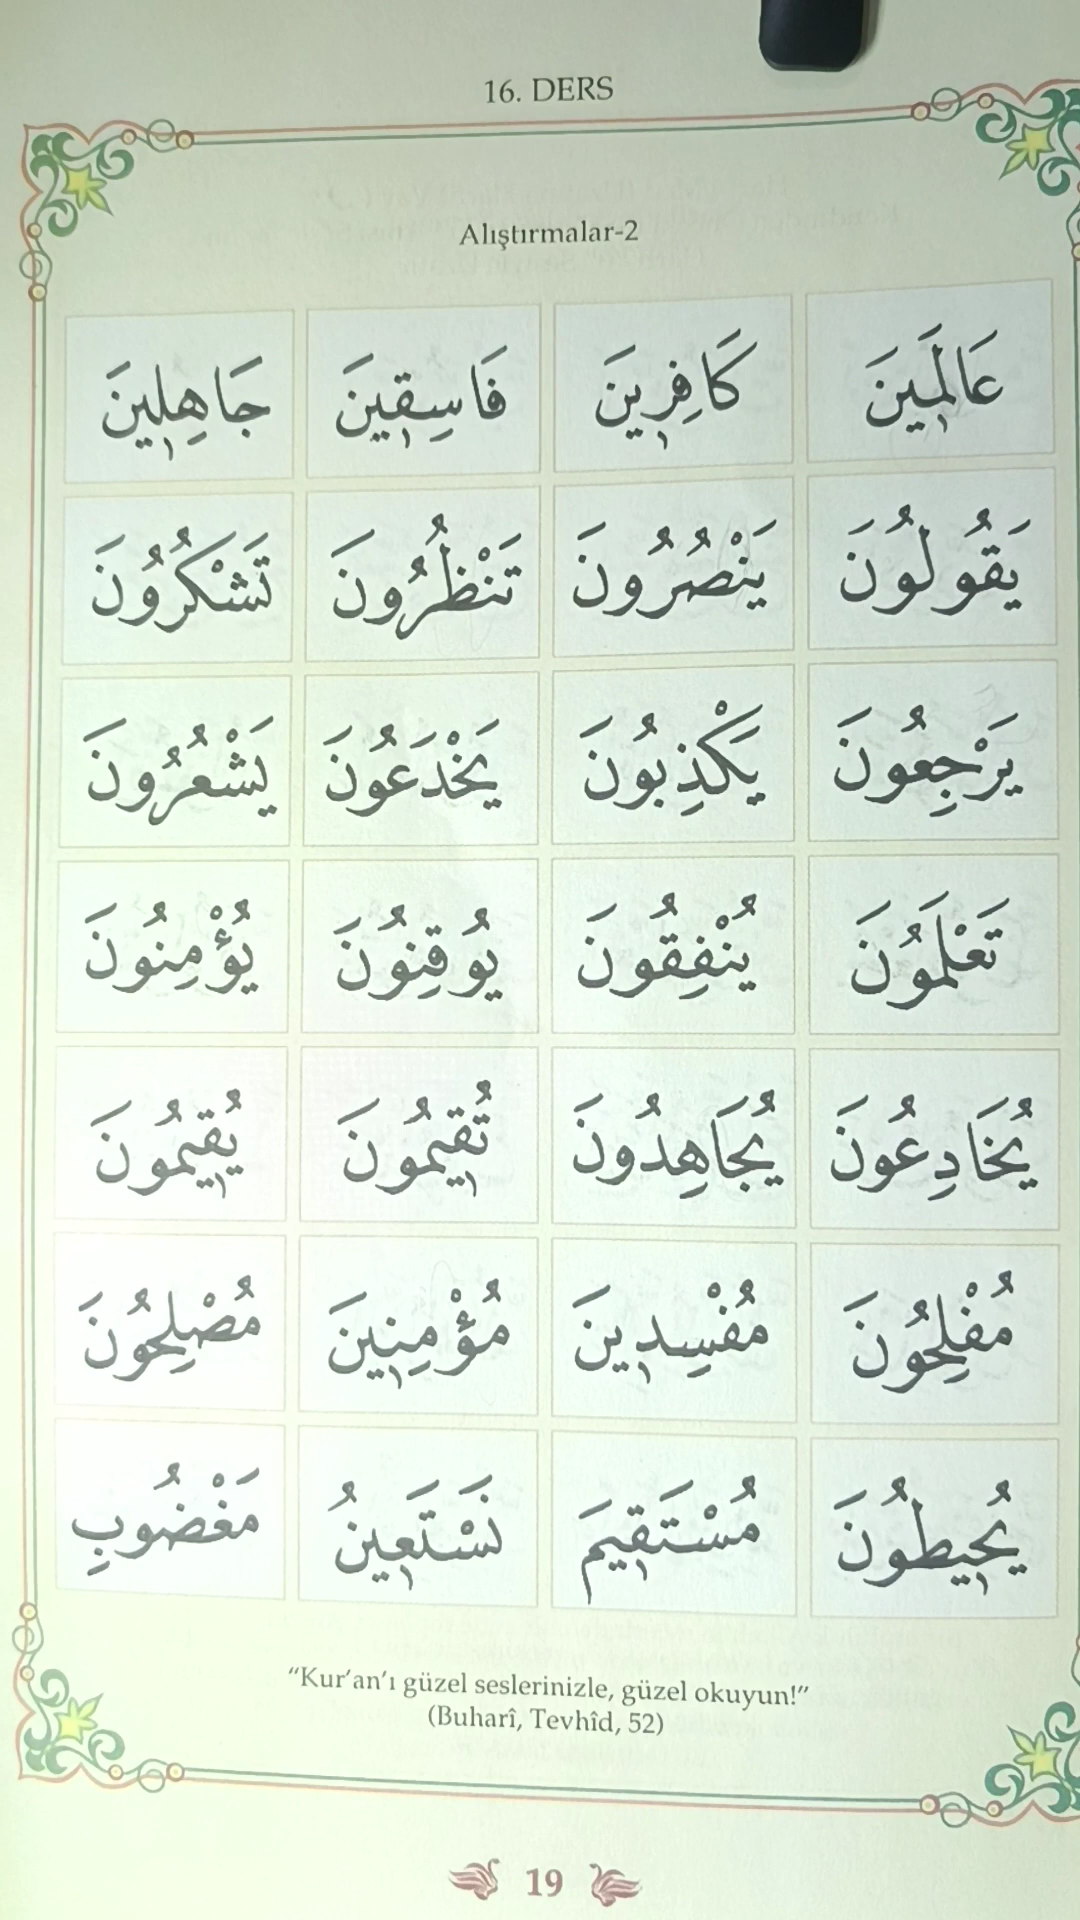 16. DERS
Alıştırmalar-2
عَالَمِينَ كَافِرِينَ فَاسِقِينَ جَاهِلِينَ
يَقُولُونَ يَنْصُرُونَ تَنْظُرُونَ تَشْكُرُونَ
يَرْجِعُونَ يَكْذِبُونَ يَخْدَعُونَ يَشْعُرُونَ
تَعْلَمُونَ يُنْفِقُونَ يُوقِنُونَ يُؤْمِنُونَ
يُخَادِعُونَ يُجَاهِدُونَ تُقِيمُونَ يُقِيمُونَ
مُفْلِحُونَ مُفْسِدِينَ مُؤْمِنِينَ مُصْلِحُونَ
يُحِيطُونَ مُسْتَقِيمَ نَسْتَعِينُ مَغْضُوبِ
“Kur’an’ı güzel seslerinizle, güzel okuyun!”
(Buharî, Tevhîd, 52)
19